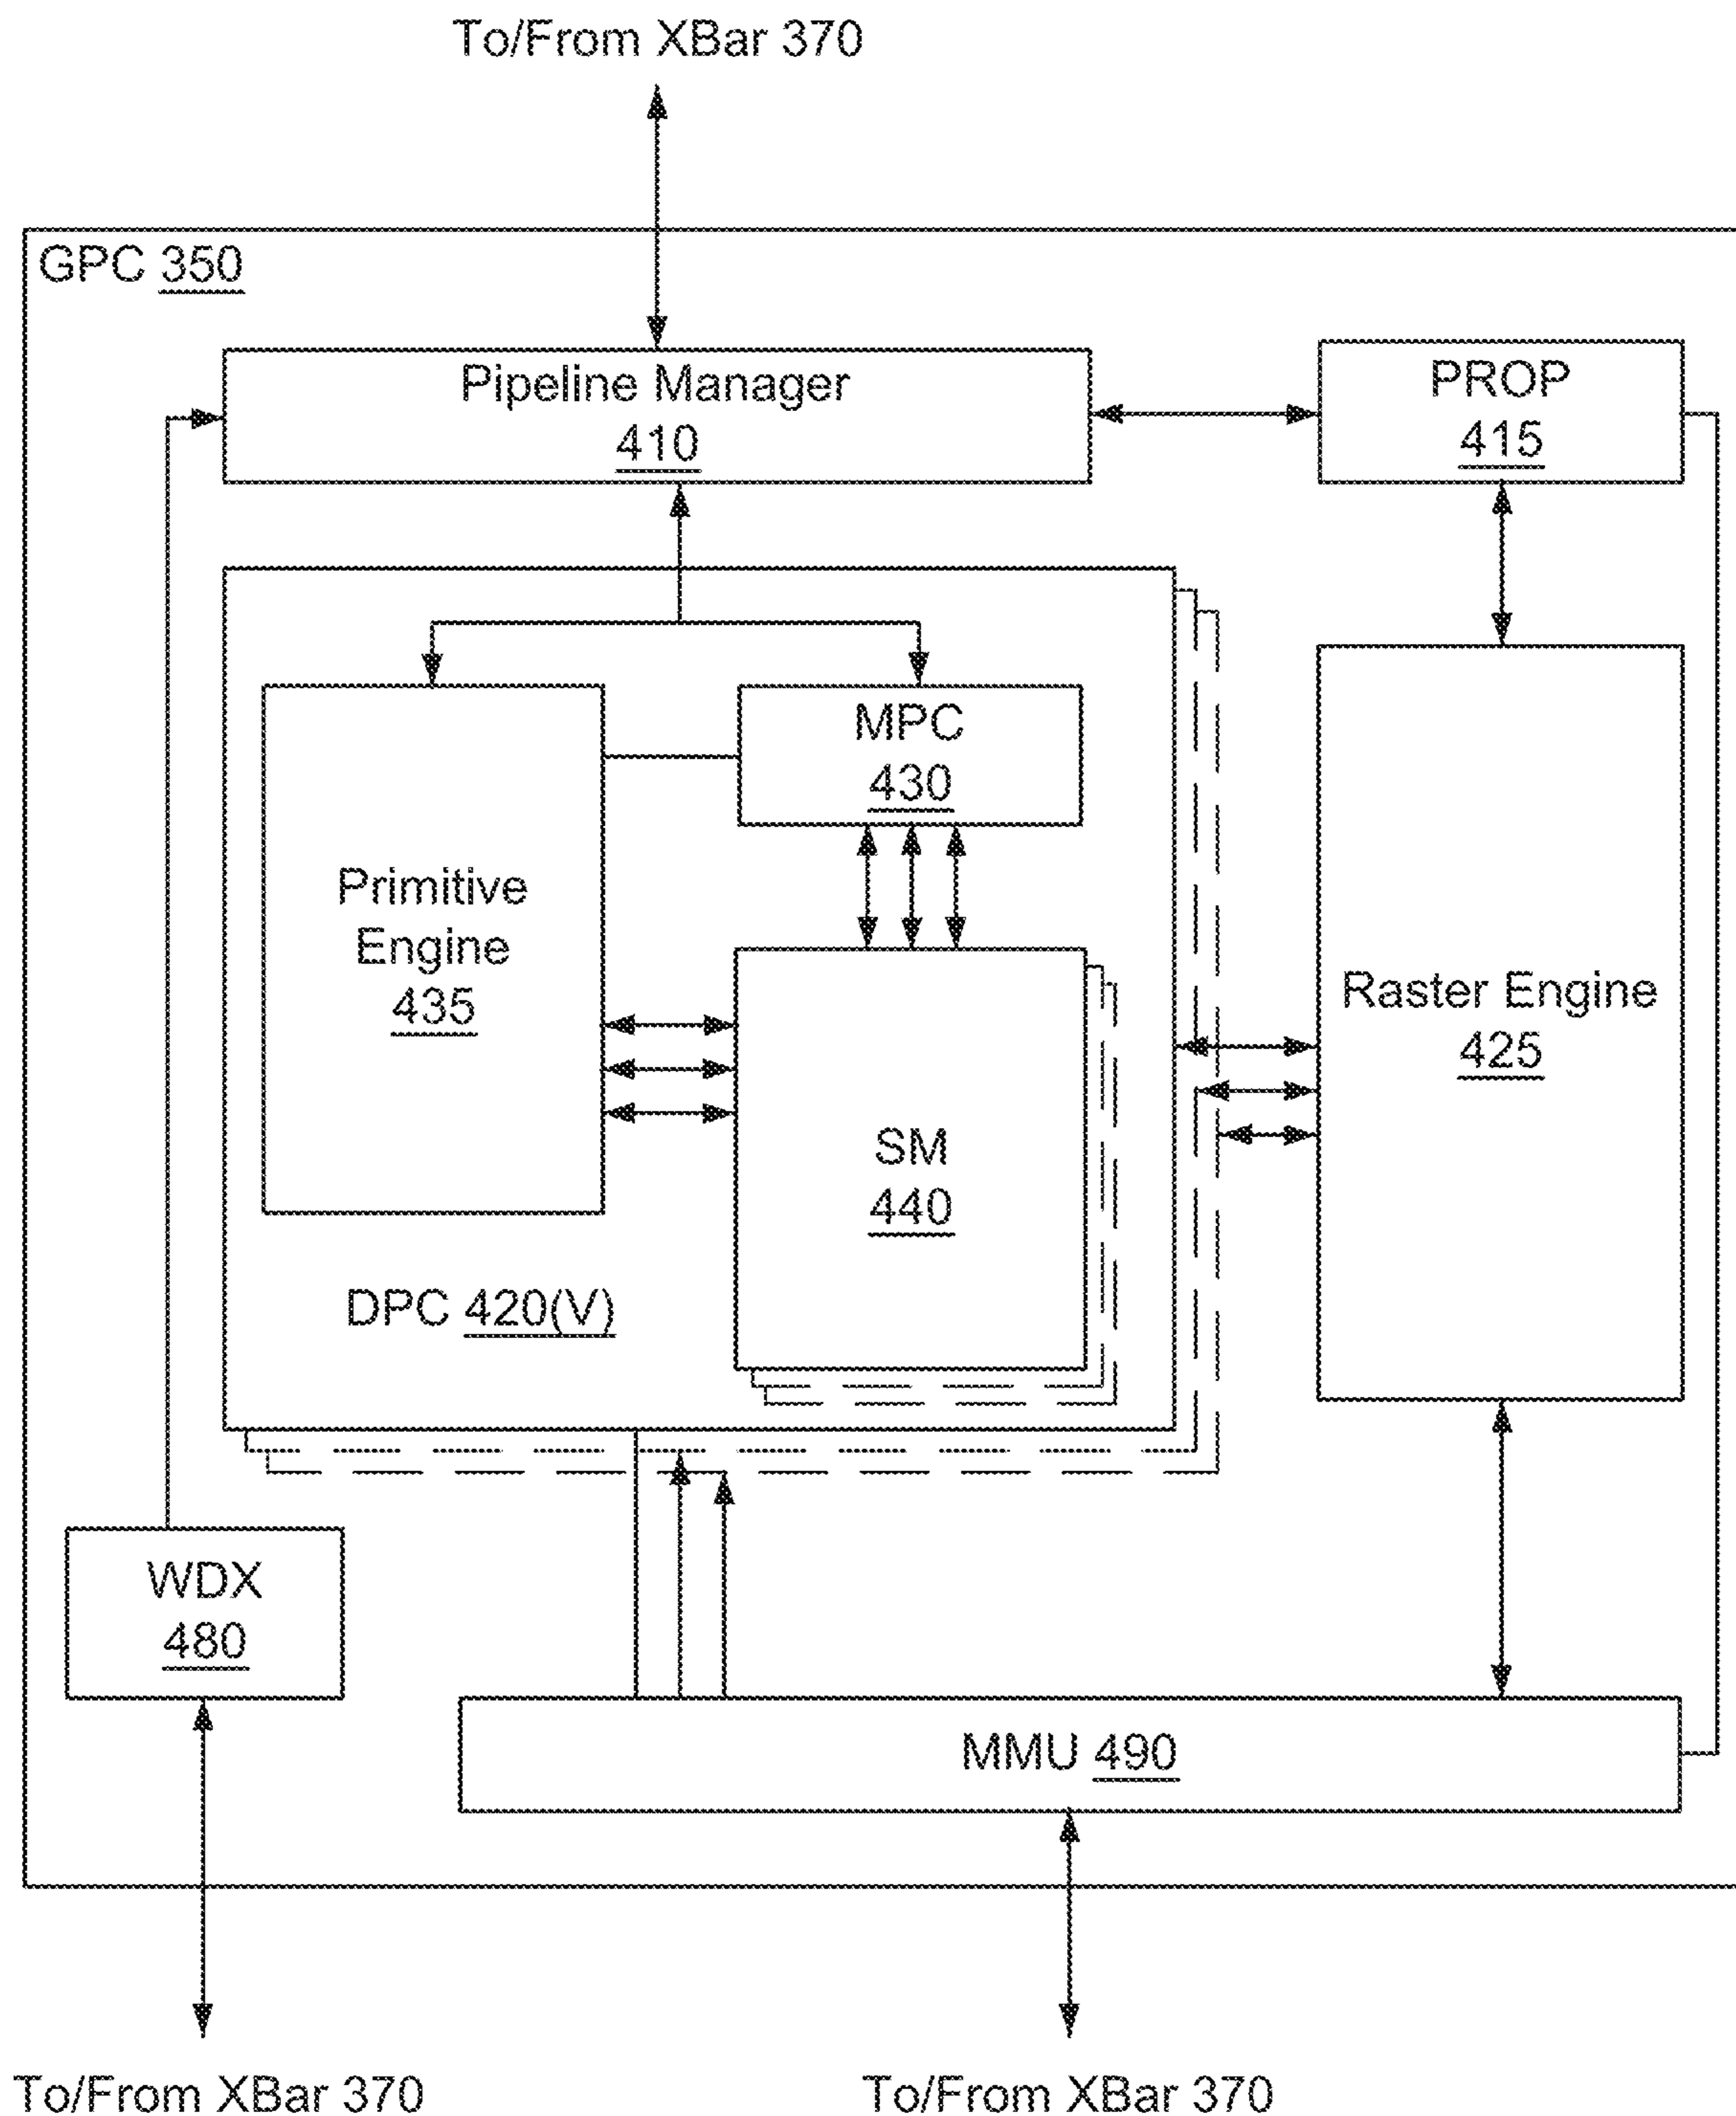 To/From XBar 370
GPC 350
Pipeline Manager
410
PROP
415
MPC
430
Primitive
Engine
435
Raster Engine
425
SM
440
DPC 420(V)
WDX
480
MMU 490
To/From XBar 370
To/From XBar 370